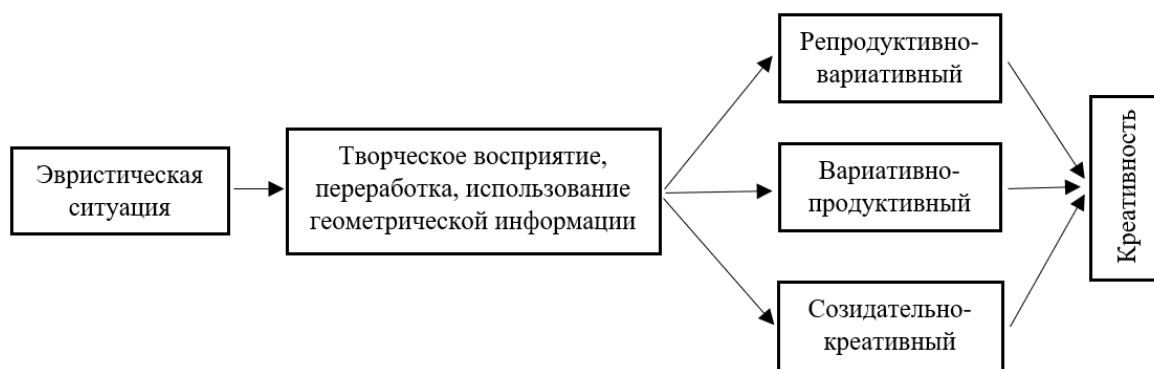 Эвристическая
ситуация
Творческое восприятие,
переработка, использование
геометрической информации
Репродуктивно-
вариативный
Вариативно-
продуктивный
Созидательно-
креативный
Креативность